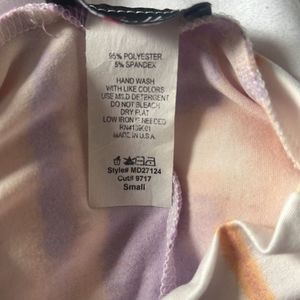 95% POLYESTER
5% SPANDEX
HAND WASH
WITH LIKE COLORS
USE MILD DETERGENT
DO NOT BLEACH
DRY FLAT
LOW IRON IF NEEDED
MADE IN U.S.A
Style# MD27124
Cut# 9717
Small